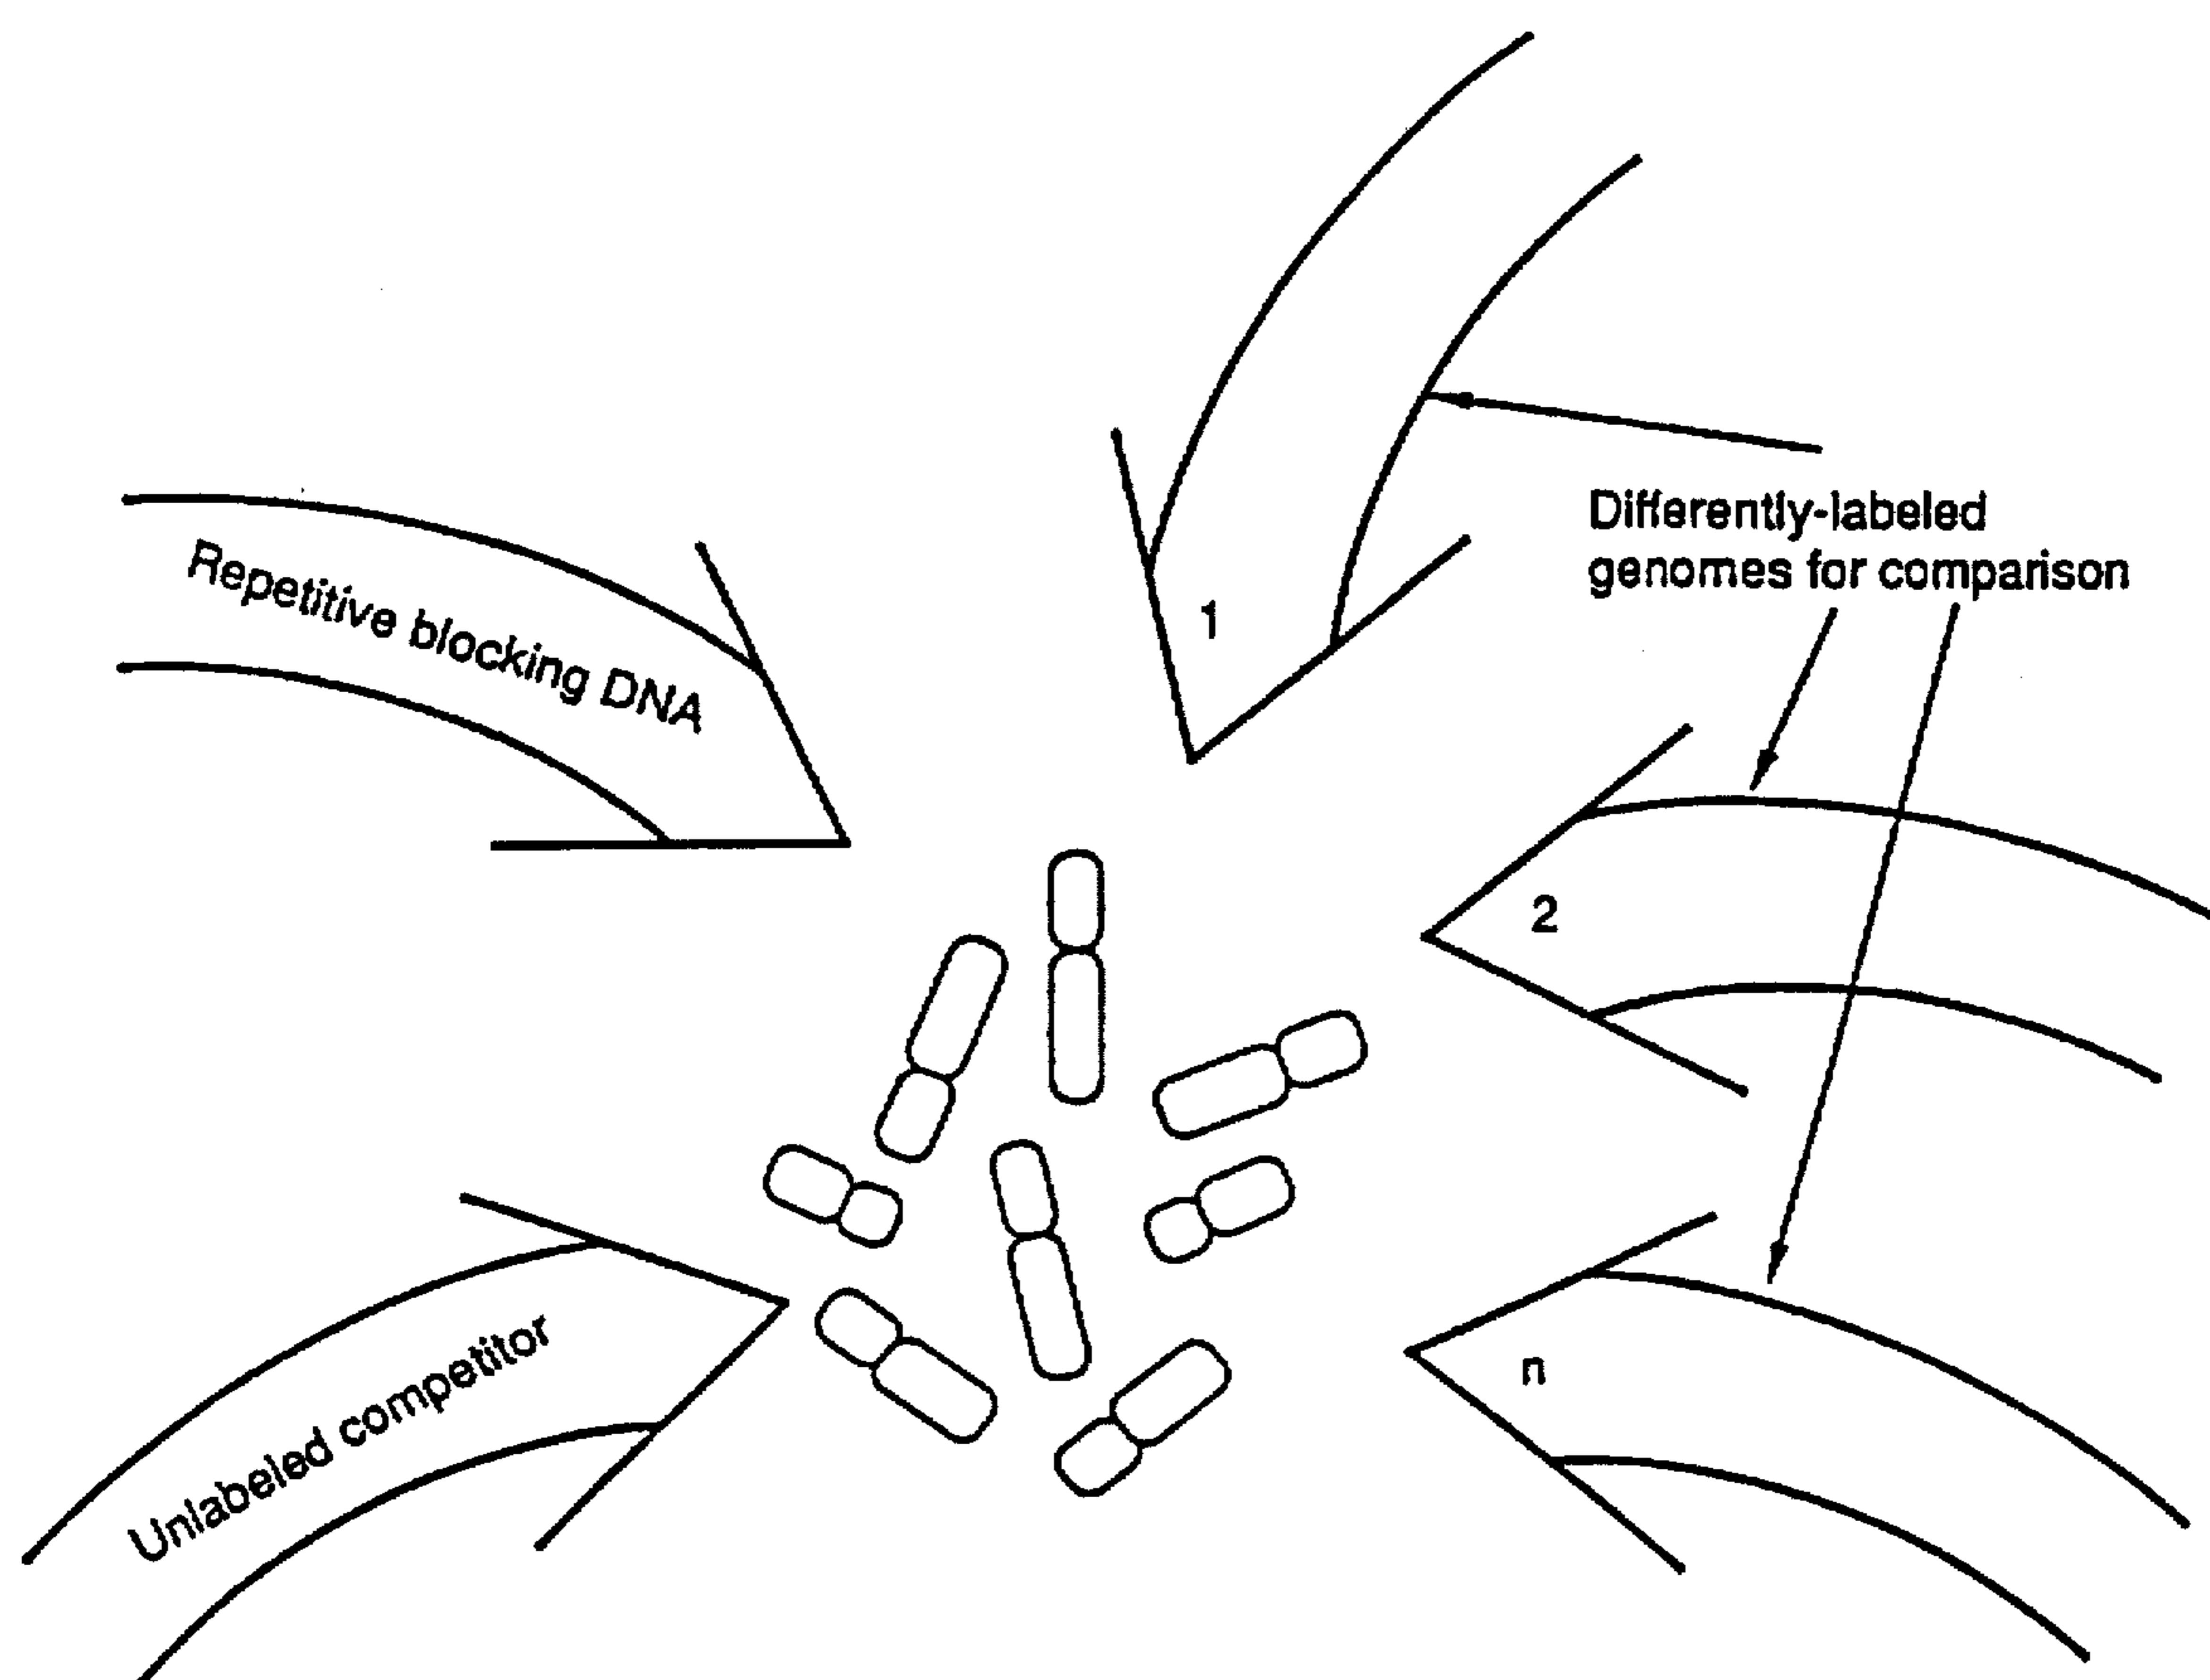 1
Differently-labeled
genomes for comparison
Repetitive blocking DNA
2
Unlabeled competitor
n